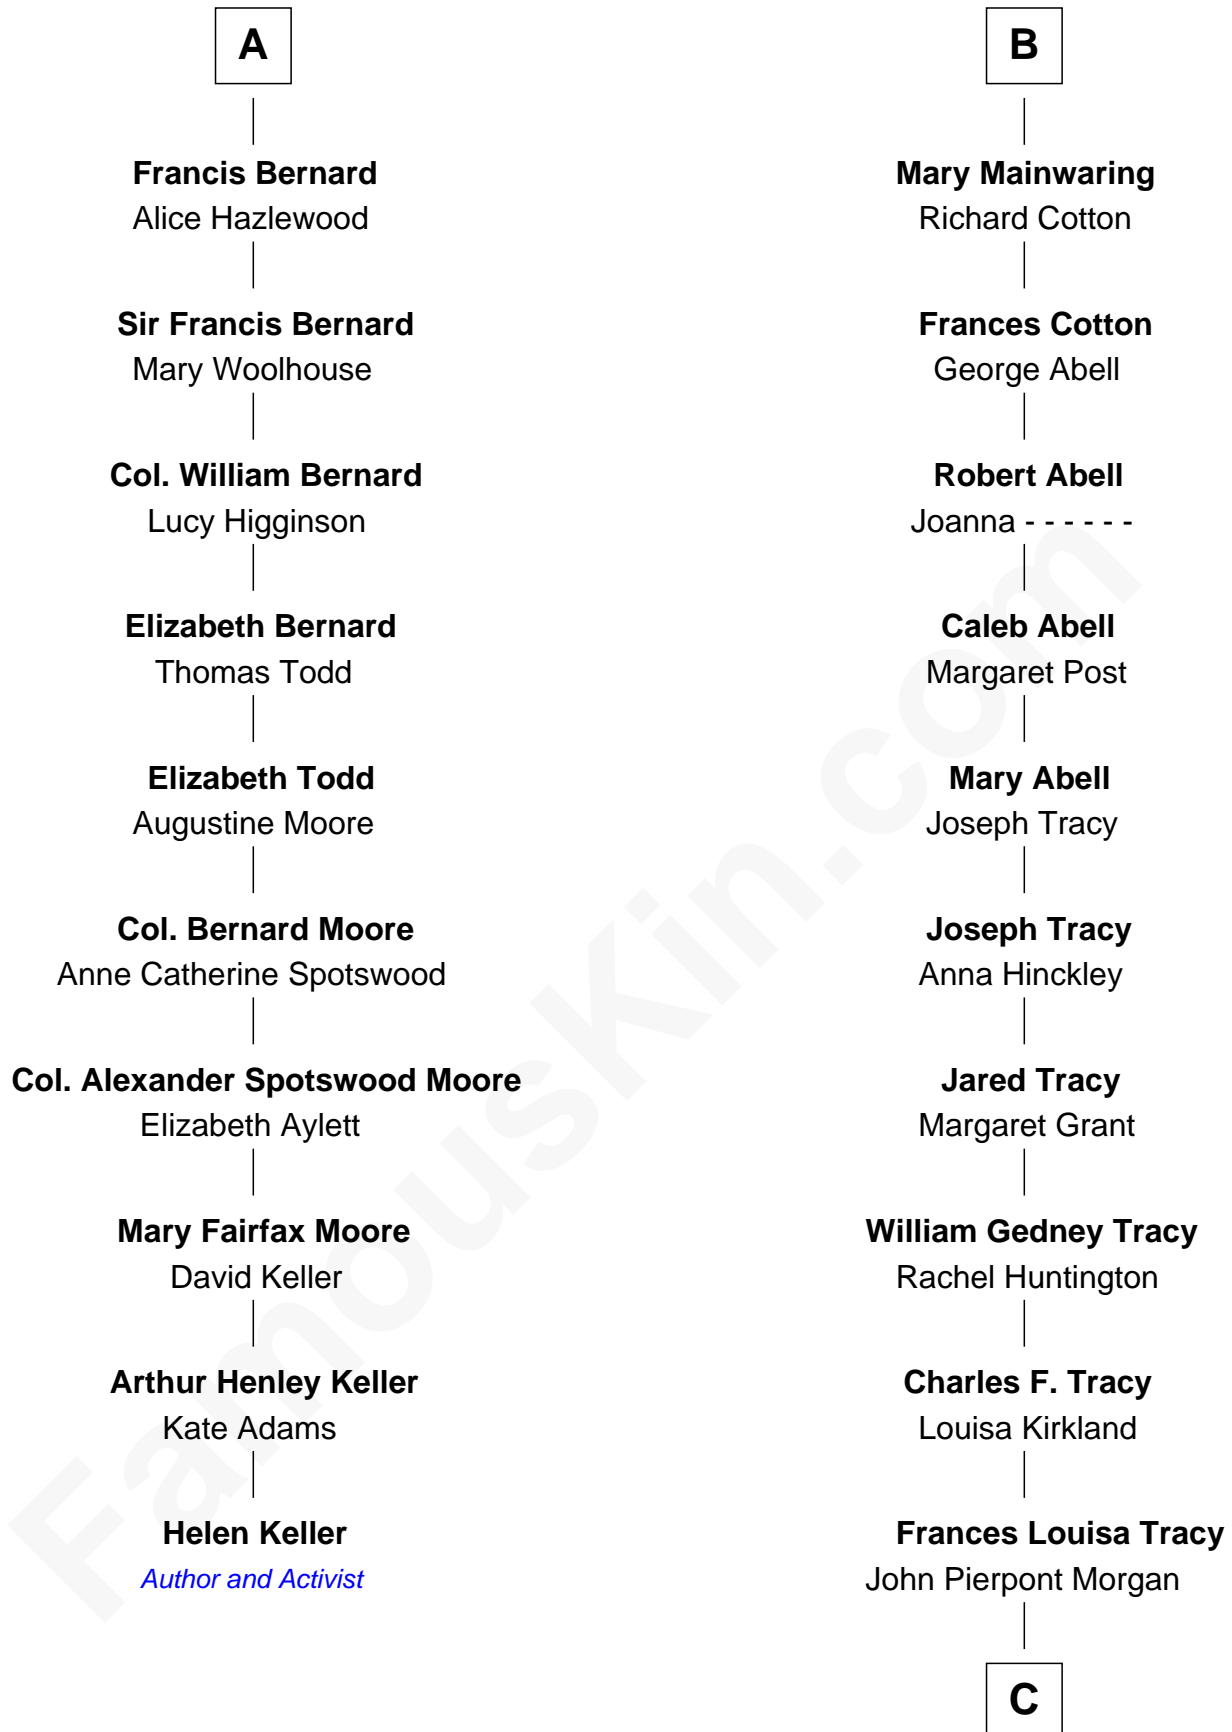 A
Francis Bernard
Alice Hazlewood
Sir Francis Bernard
Mary Woolhouse
Col. William Bernard
Lucy Higginson
Elizabeth Bernard
Thomas Todd
Elizabeth Todd
Augustine Moore
Col. Bernard Moore
Anne Catherine Spotswood
Col. Alexander Spotswood Moore
Elizabeth Aylett
Mary Fairfax Moore
David Keller
Arthur Henley Keller
Kate Adams
Helen Keller
Author and Activist
B
Mary Mainwaring
Richard Cotton
Frances Cotton
George Abell
Robert Abell
Joanna - - - - - -
Caleb Abell
Margaret Post
Mary Abell
Joseph Tracy
Joseph Tracy
Anna Hinckley
Jared Tracy
Margaret Grant
William Gedney Tracy
Rachel Huntington
Charles F. Tracy
Louisa Kirkland
Frances Louisa Tracy
John Pierpont Morgan
C
FamousKin.com